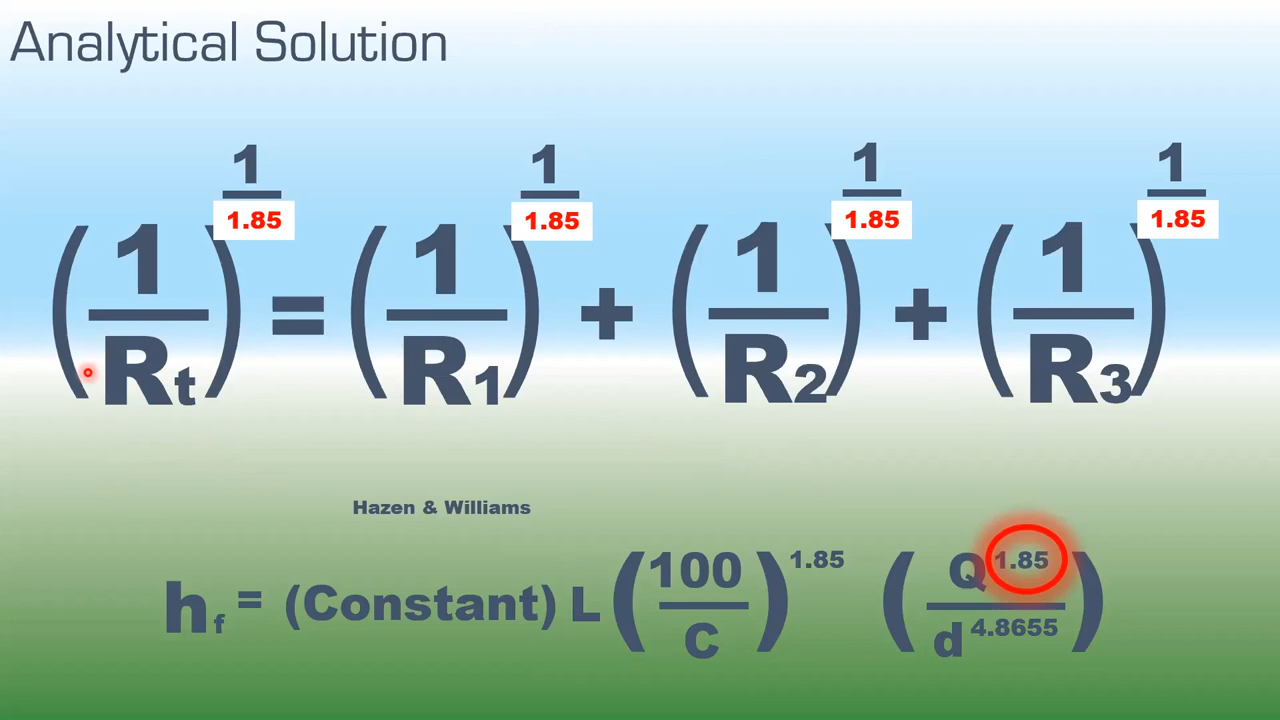 Analytical Solution
(1/Rt)^(1/1.85) = (1/R1)^(1/1.85) + (1/R2)^(1/1.85) + (1/R3)^(1/1.85)
Hazen & Williams
hf = (Constant) L (100/C)^1.85 (Q^1.85/d^4.8655)